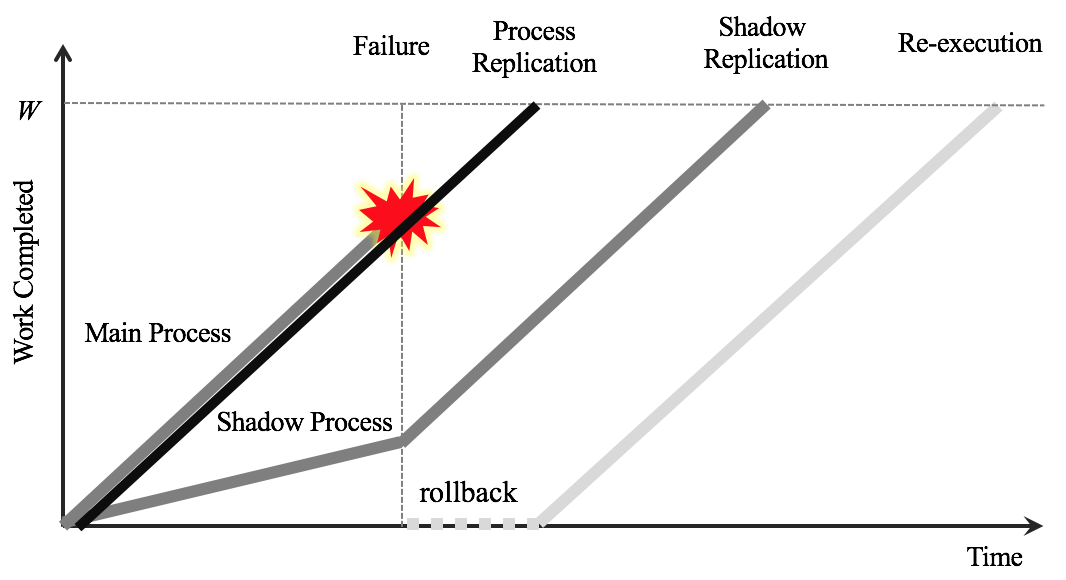 Failure
Process
Replication
Shadow
Replication
Re-execution
W
Work Completed
Main Process
Shadow Process
rollback
Time